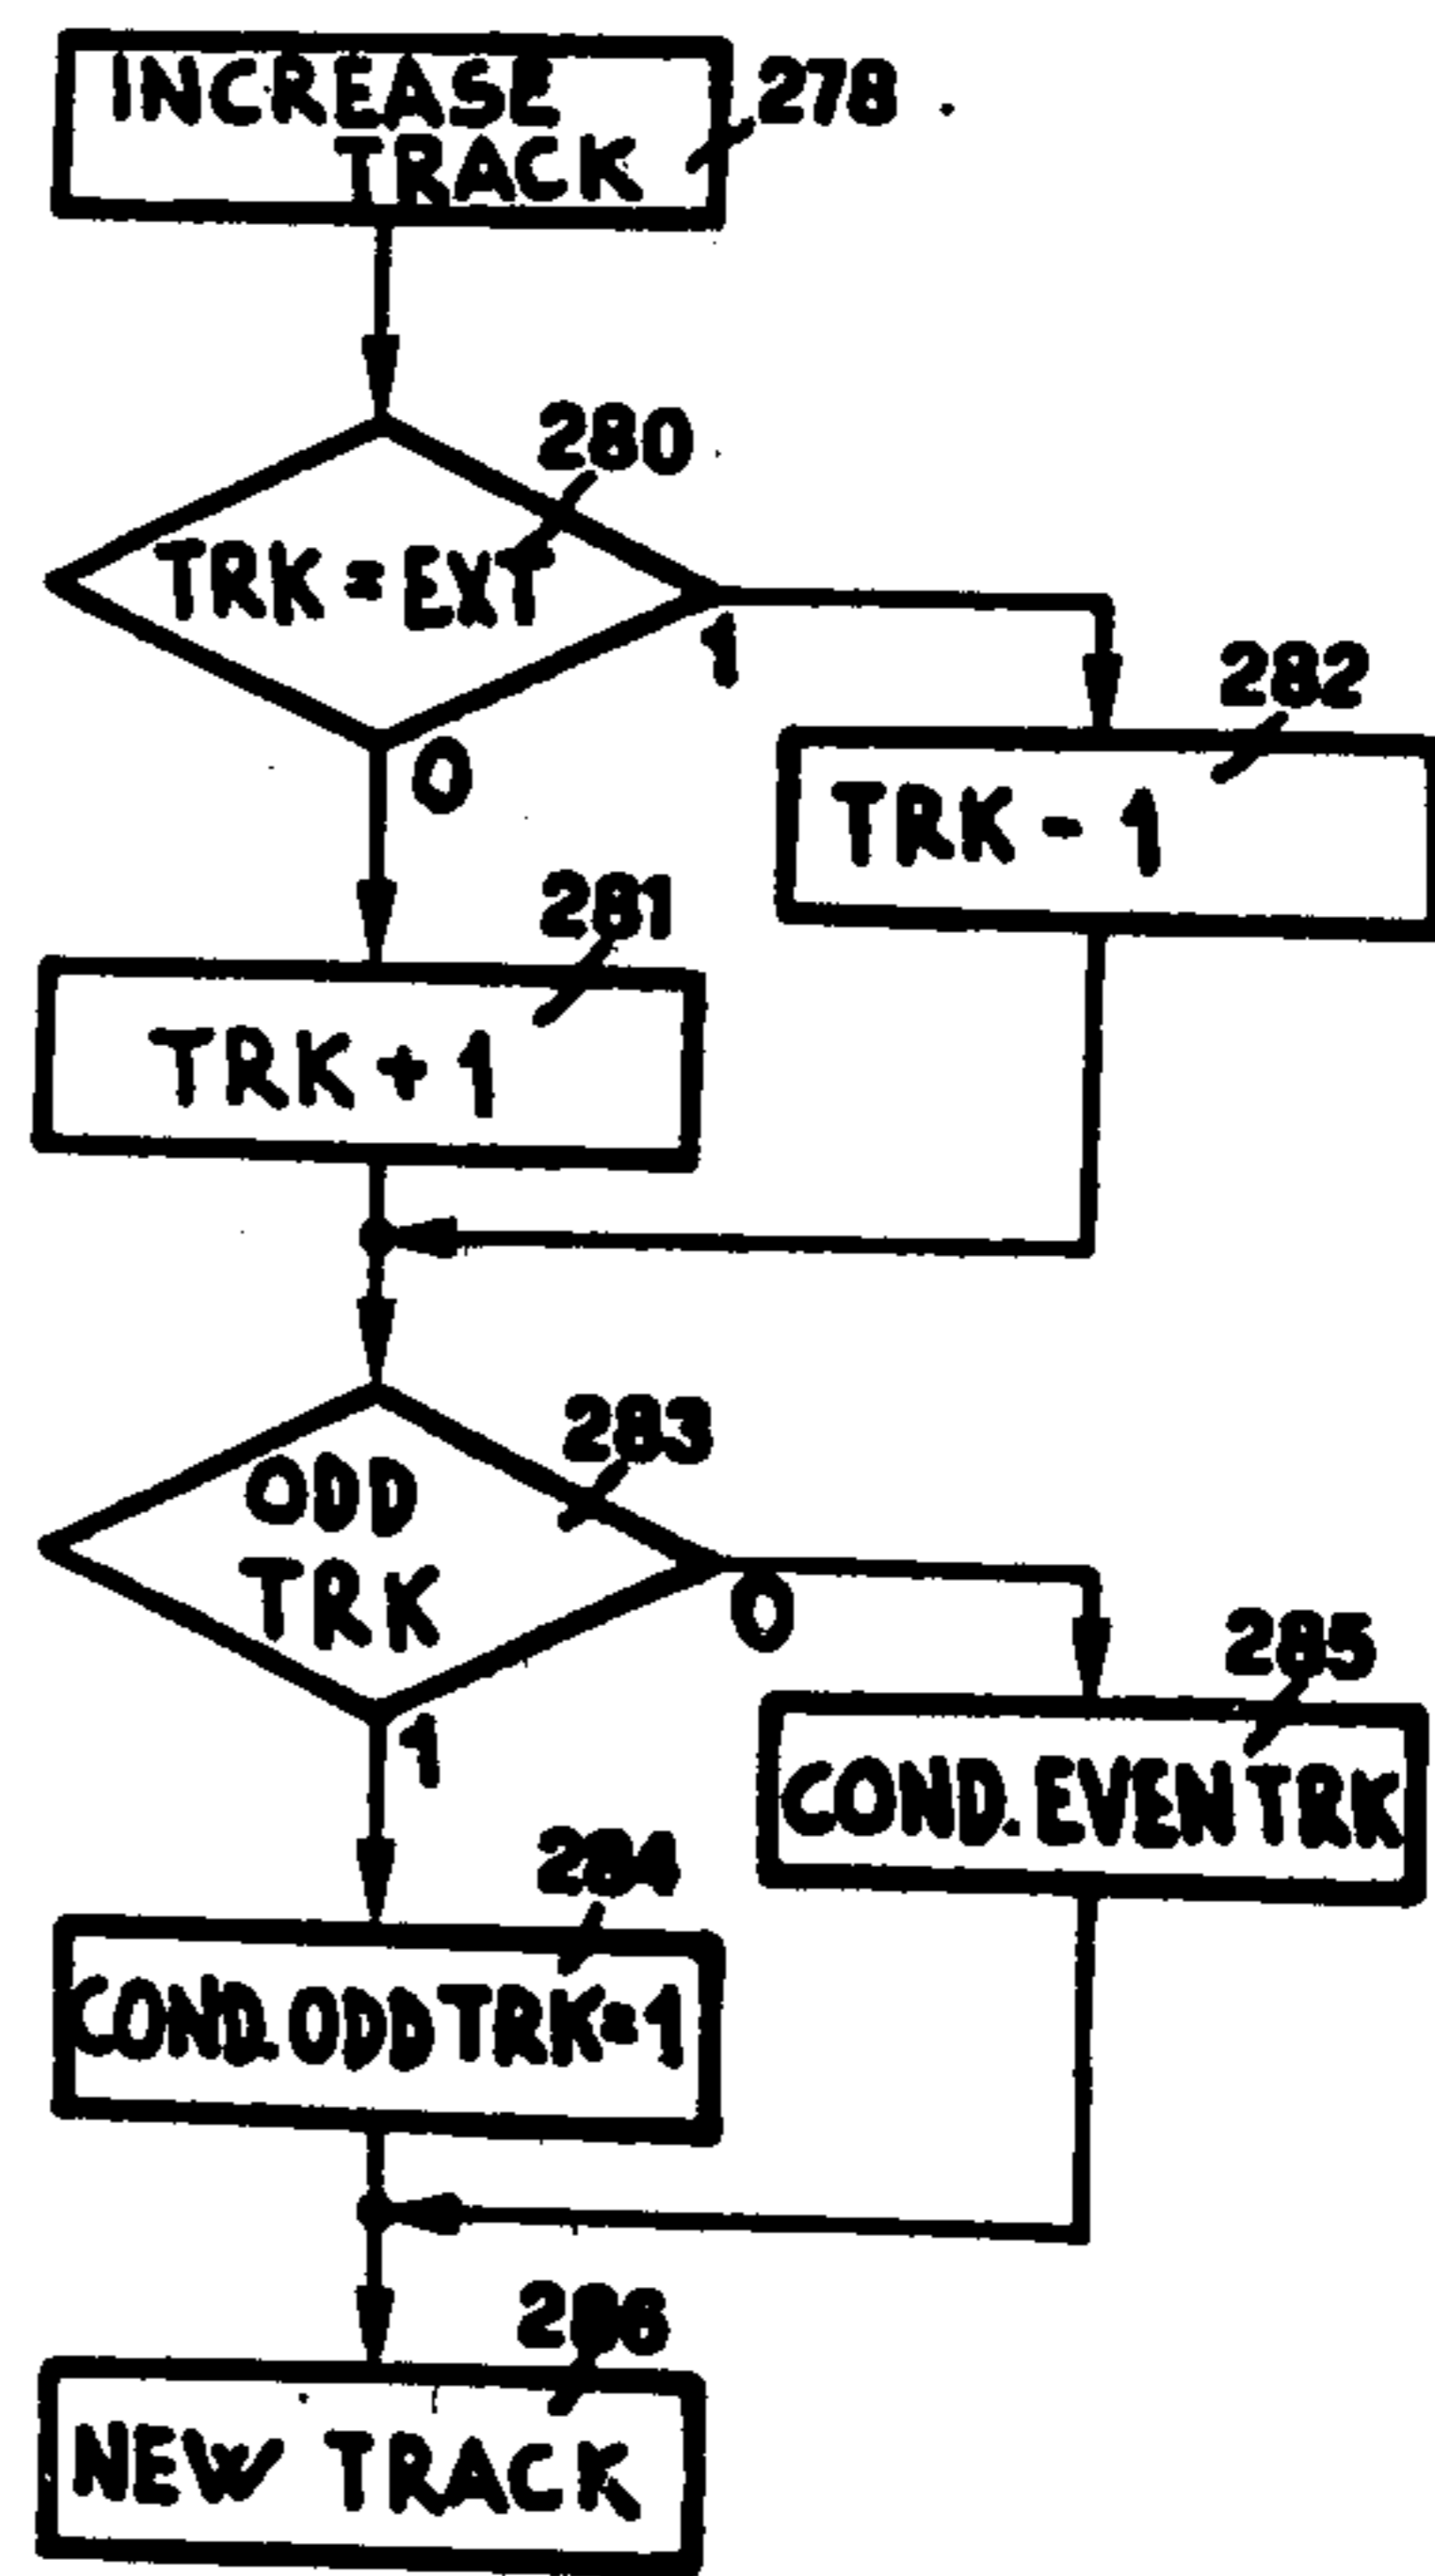 INCREASE
TRACK
278
280
TRK = EXT
1
0
282
TRK - 1
281
TRK + 1
283
ODD
TRK
0
1
285
COND. EVEN TRK
284
COND. ODD TRK=1
286
NEW TRACK